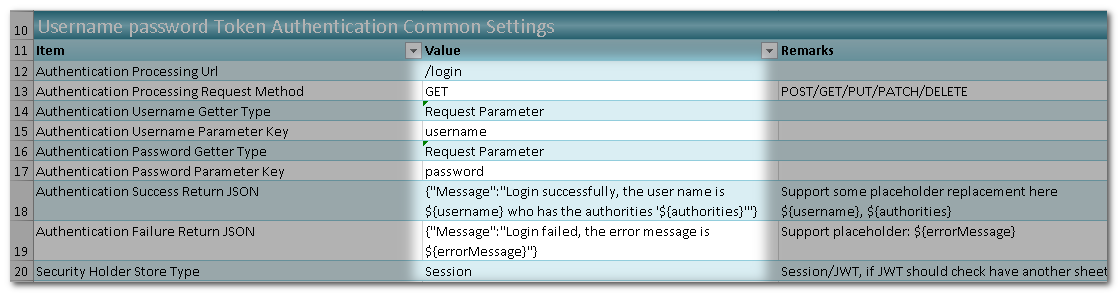 10 Username password Token Authentication Common Settings
11 Item Value Remarks
12 Authentication Processing Url /login
13 Authentication Processing Request Method GET POST/GET/PUT/PATCH/DELETE
14 Authentication Username Getter Type Request Parameter
15 Authentication Username Parameter Key username
16 Authentication Password Getter Type Request Parameter
17 Authentication Password Parameter Key password
Authentication Success Return JSON {"Message":"Login successfully, the user name is Support some placeholder replacement here
18 ${username} who has the authorities '${authorities}'"} ${username}, ${authorities}
Authentication Failure Return JSON {"Message":"Login failed, the error message is Support placeholder: ${errorMessage}
19 ${errorMessage}"}
20 Security Holder Store Type Session Session/JWT, if JWT should check have another sheet